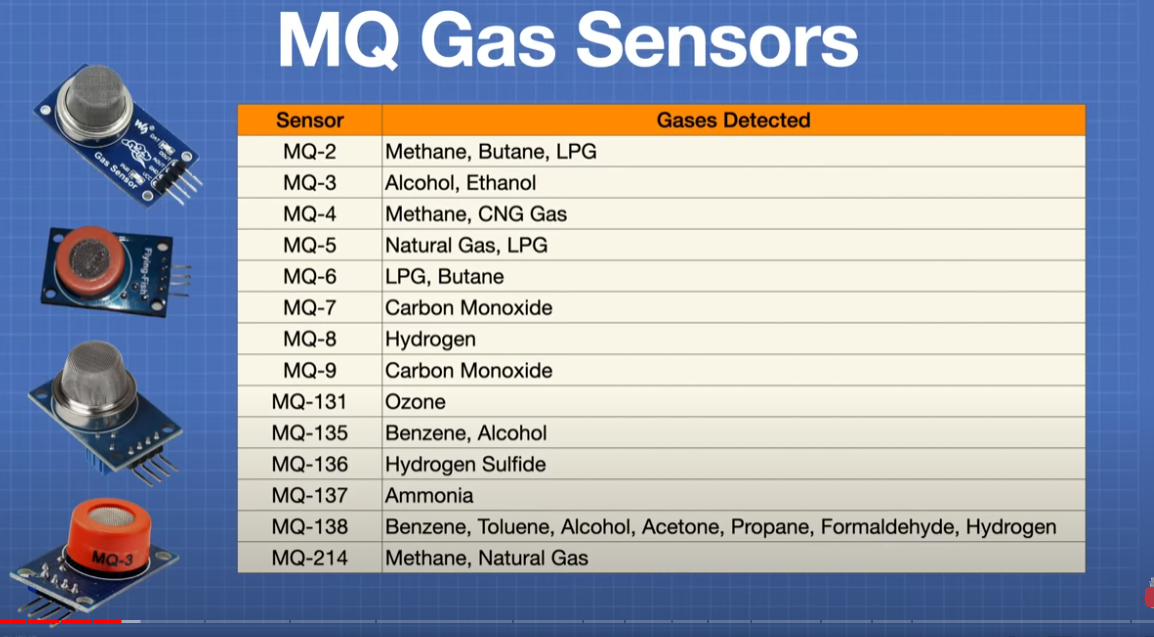 MQ Gas Sensors
Sensor Gases Detected
MQ-2 Methane, Butane, LPG
MQ-3 Alcohol, Ethanol
MQ-4 Methane, CNG Gas
MQ-5 Natural Gas, LPG
MQ-6 LPG, Butane
MQ-7 Carbon Monoxide
MQ-8 Hydrogen
MQ-9 Carbon Monoxide
MQ-131 Ozone
MQ-135 Benzene, Alcohol
MQ-136 Hydrogen Sulfide
MQ-137 Ammonia
MQ-138 Benzene, Toluene, Alcohol, Acetone, Propane, Formaldehyde, Hydrogen
MQ-214 Methane, Natural Gas
Gas Sensor
Flying-Fish
MQ-3